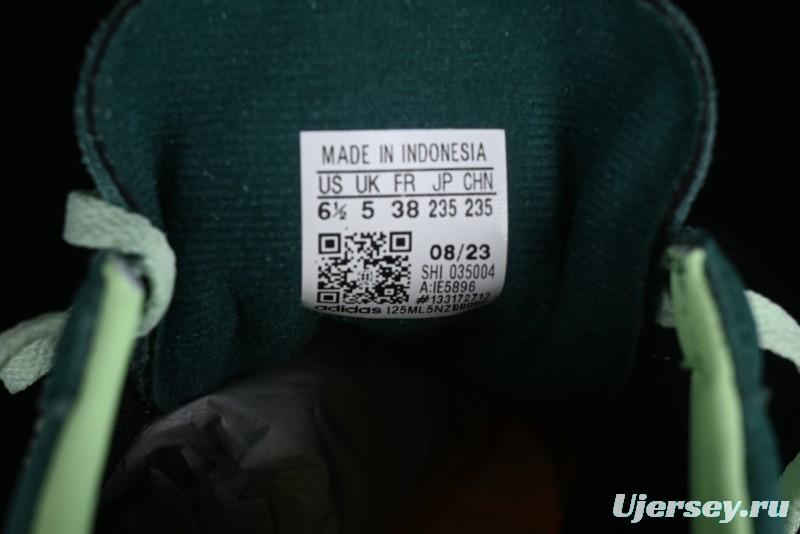 MADE IN INDONESIA
US UK FR JP CHN
6½ 5 38 235 235
08/23
SHI 035004
A:IE5896
#133172713
adidas
Ujersey.ru